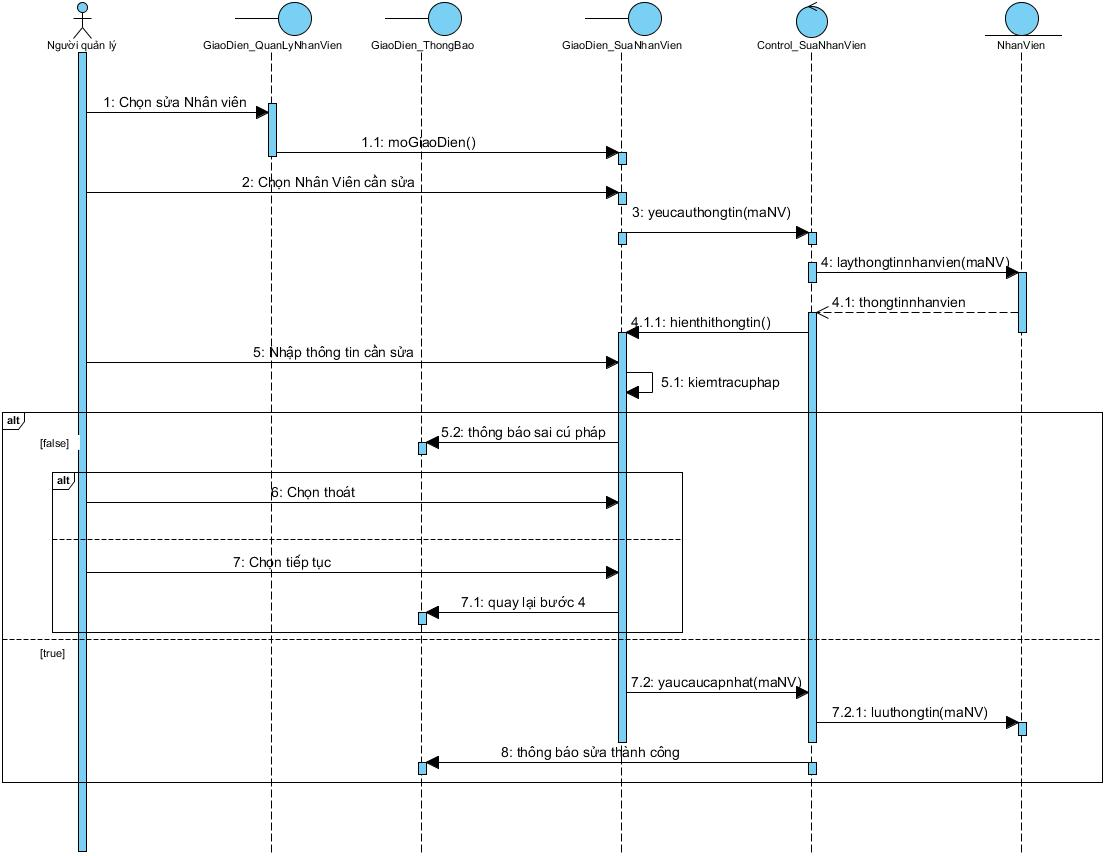 Người quản lý
GiaoDien_QuanLyNhanVien
GiaoDien_ThongBao
GiaoDien_SuaNhanVien
Control_SuaNhanVien
NhanVien
1: Chọn sửa Nhân viên
1.1: moGiaoDien()
2: Chọn Nhân Viên cần sửa
3: yeucauthongtin(maNV)
4: laythongtinnhanvien(maNV)
4.1: thongtinnhanvien
4.1.1: hienthithongtin()
5: Nhập thông tin cần sửa
5.1: kiemtracuphap
alt
[false]
5.2: thông báo sai cú pháp
alt
6: Chọn thoát
7: Chọn tiếp tục
7.1: quay lại bước 4
[true]
7.2: yaucaucapnhat(maNV)
7.2.1: luuthongtin(maNV)
8: thông báo sửa thành công